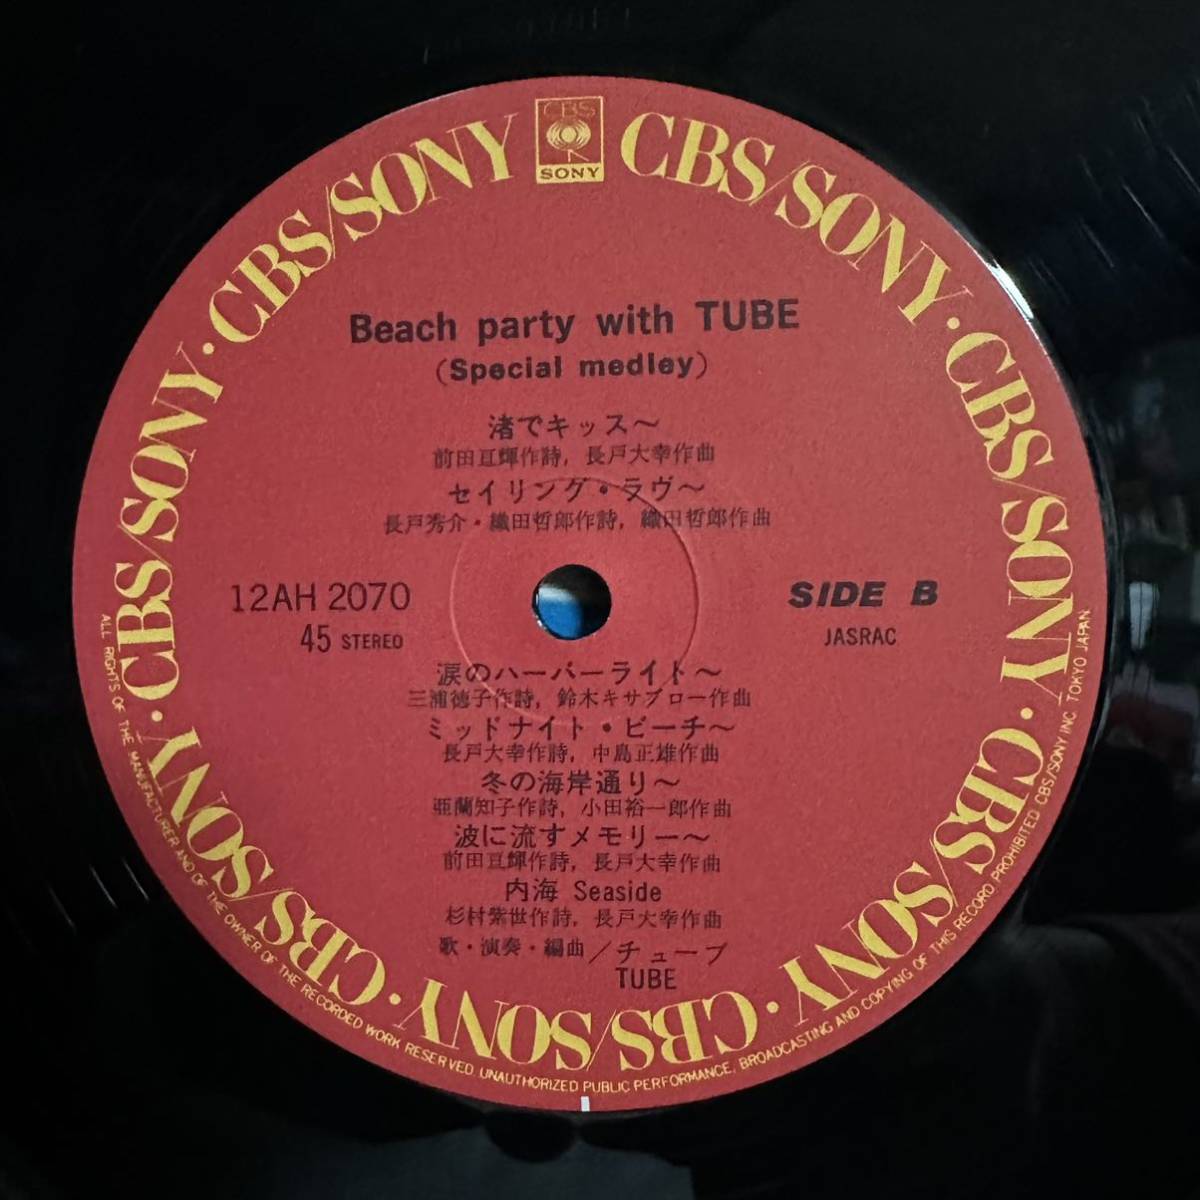 CBS
SONY
CBS/SONY · CBS/SONY · CBS/SONY · CBS/SONY · CBS/SONY · CBS/SONY · CBS/SONY · CBS/SONY · CBS/SONY · CBS/SONY
Beach party with TUBE
(Special medley)
渚でキッス〜
前田亘輝作詩, 長戸大幸作曲
セイリング・ラヴ〜
長戸秀介・織田哲郎作詩, 織田哲郎作曲
12AH 2070
45 STEREO
SIDE B
JASRAC
涙のハーバーライト〜
三浦徳子作詩, 鈴木キサブロー作曲
ミッドナイト・ビーチ〜
長戸大幸作詩, 中島正雄作曲
冬の海岸通り〜
亜蘭知子作詩, 小田裕一郎作曲
波に流すメモリー〜
前田亘輝作詩, 長戸大幸作曲
内海 Seaside
杉村紫世作詩, 長戸大幸作曲
歌・演奏・編曲/チューブ
TUBE
ALL RIGHTS OF THE MANUFACTURER AND OF THE OWNER OF THE RECORDED WORK RESERVED UNAUTHORIZED PUBLIC PERFORMANCE, BROADCASTING AND COPYING OF THIS RECORD PROHIBITED CBS/SONY INC. TOKYO JAPAN